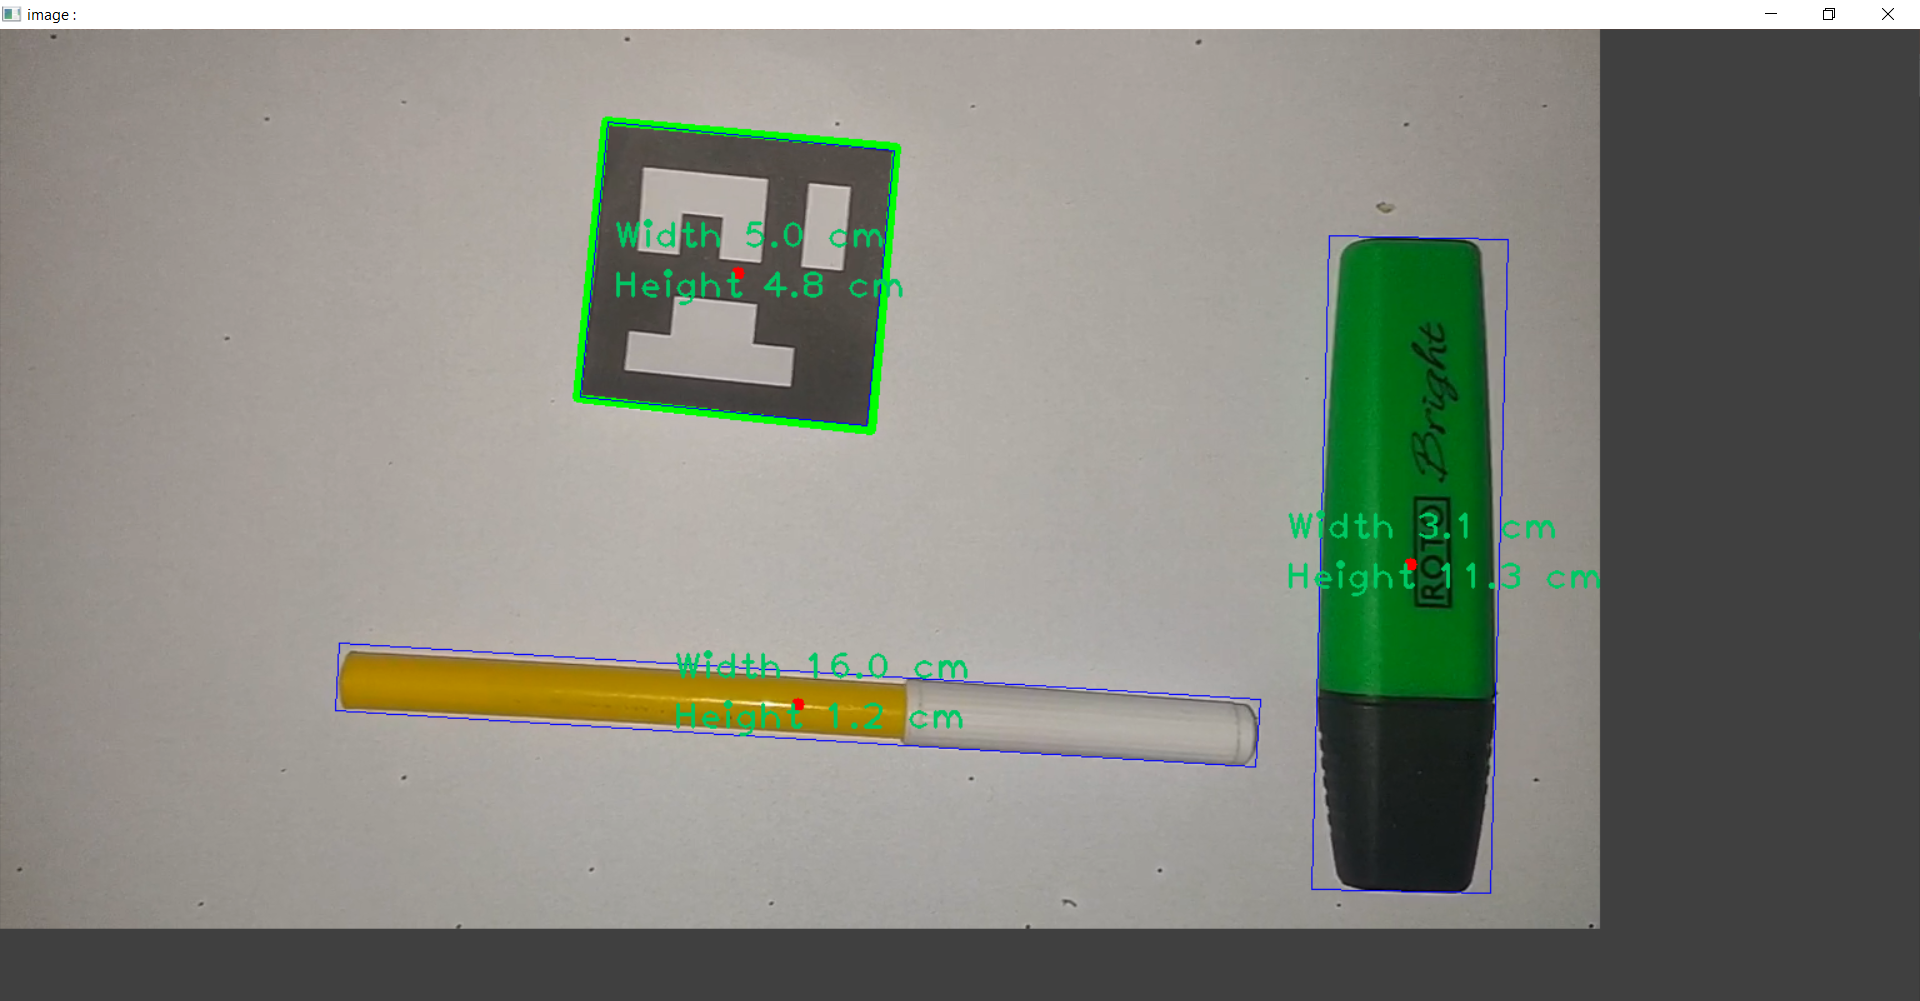 image :
Width 5.0 cm
Height 4.8 cm
Bright
ROTO
Width 3.1 cm
Height 11.3 cm
Width 16.0 cm
Height 1.2 cm